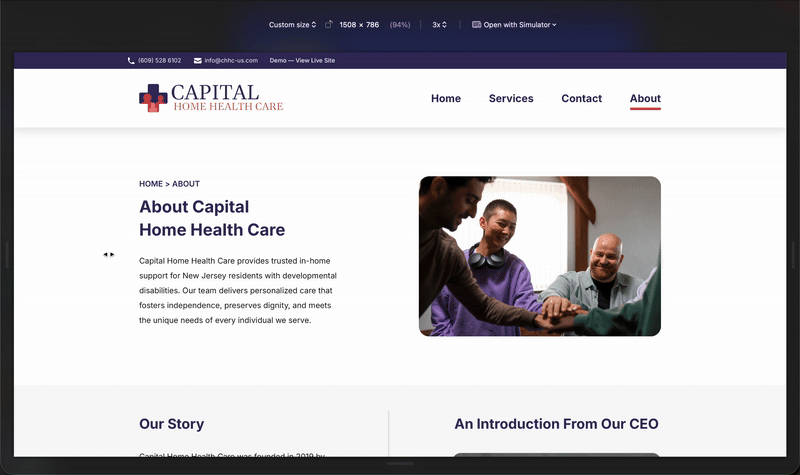 Custom size 1508 × 786 (94%) 3x Open with Simulator
(609) 528 6102 info@chhc-us.com Demo — View Live Site
CAPITAL
HOME HEALTH CARE
Home Services Contact About
HOME > ABOUT
About Capital
Home Health Care
Capital Home Health Care provides trusted in-home
support for New Jersey residents with developmental
disabilities. Our team delivers personalized care that
fosters independence, preserves dignity, and meets
the unique needs of every individual we serve.
Our Story
An Introduction From Our CEO
Capital Home Health Care was founded in 2019 by